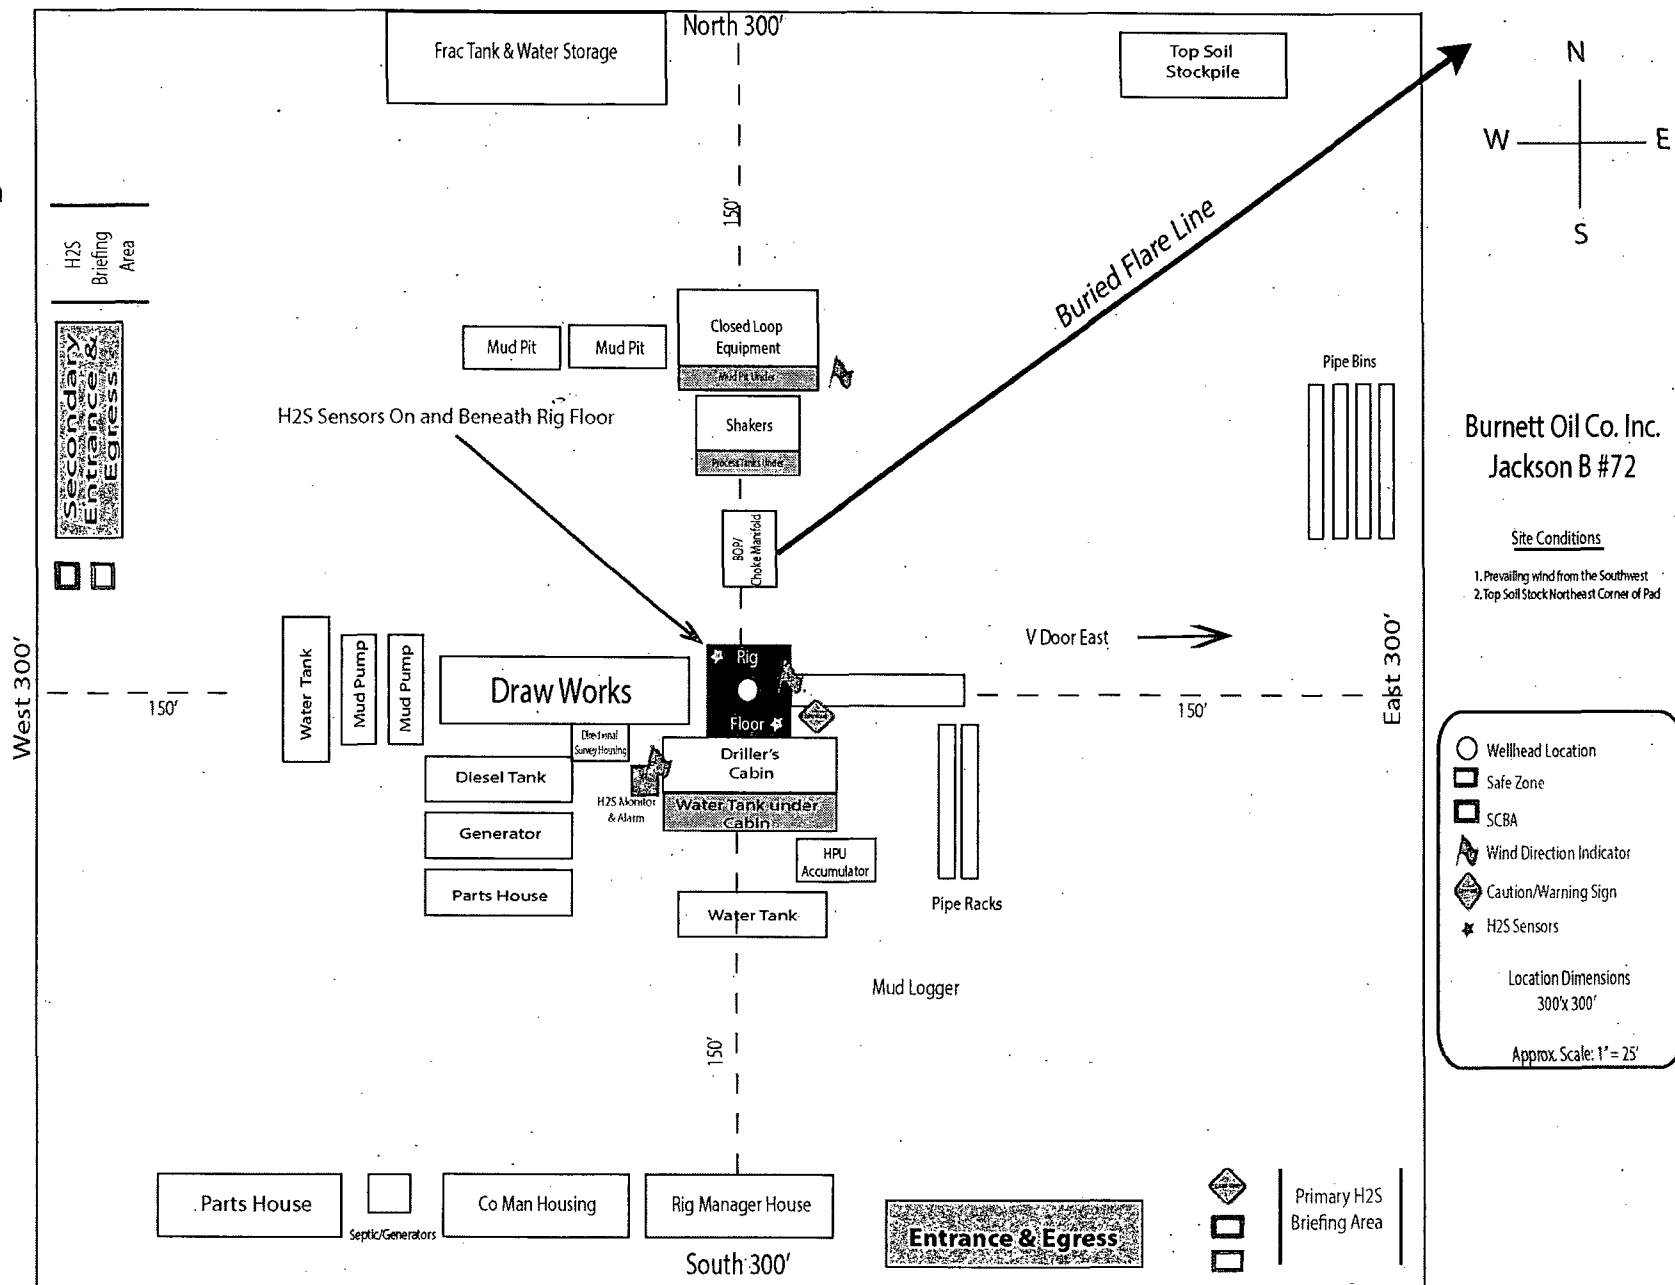 North 300'
Frac Tank & Water Storage
Top Soil
Stockpile
N
W
E
S
150'
H2S
Briefing
Area
Buried Flare Line
Secondary
Entrance &
Egress
Mud Pit
Mud Pit
Closed Loop
Equipment
Mud Pit Under
Pipe Bins
H2S Sensors On and Beneath Rig Floor
Shakers
Process Tanks Under
Burnett Oil Co. Inc.
Jackson B #72
BOP/
Choke Manifold
Site Conditions
1. Prevailing wind from the Southwest
2. Top Soil Stock Northeast Corner of Pad
West 300'
150'
Water Tank
Mud Pump
Mud Pump
Draw Works
Rig
Floor
V Door East
150'
East 300'
Directional
Survey Housing
Driller's
Cabin
Diesel Tank
H2S Monitor
& Alarm
Water Tank under
Cabin
Generator
HPU
Accumulator
Parts House
Water Tank
Pipe Racks
Wellhead Location
Safe Zone
SCBA
Wind Direction Indicator
Caution/Warning Sign
H2S Sensors
Location Dimensions
300'x 300'
Approx. Scale: 1" = 25'
Mud Logger
150'
Parts House
Septic/Generators
Co Man Housing
Rig Manager House
South 300'
Entrance & Egress
Primary H2S
Briefing Area